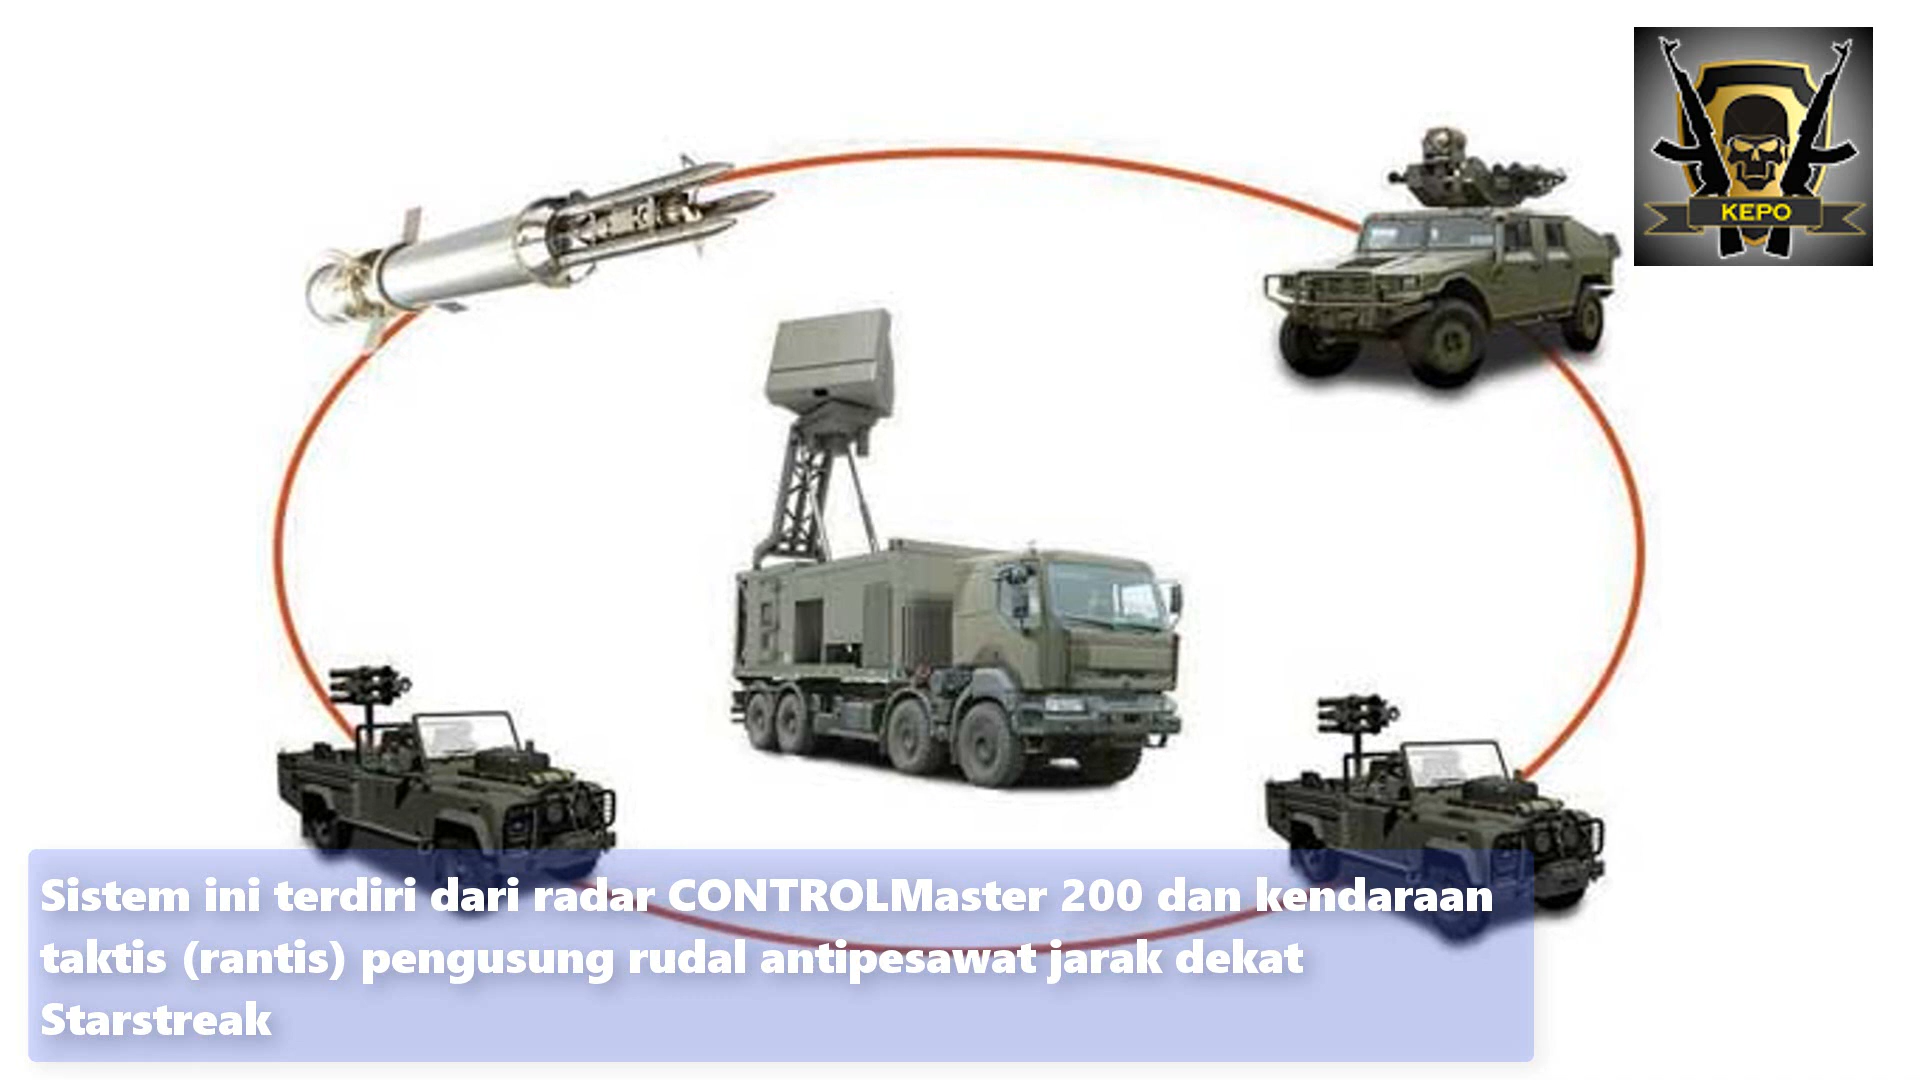 KEPO
Sistem ini terdiri dari radar CONTROLMaster 200 dan kendaraan
taktis (rantis) pengusung rudal antipesawat jarak dekat
Starstreak